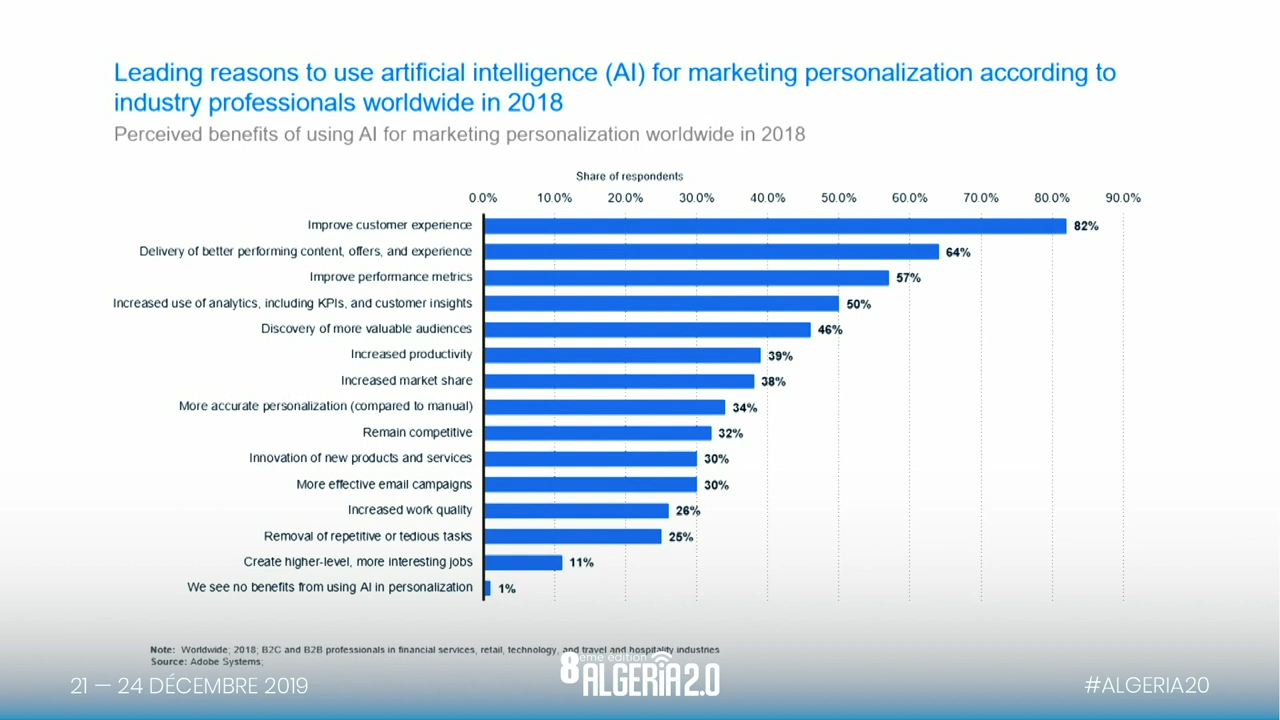 Leading reasons to use artificial intelligence (AI) for marketing personalization according to
industry professionals worldwide in 2018
Perceived benefits of using AI for marketing personalization worldwide in 2018
Share of respondents
0.0% 10.0% 20.0% 30.0% 40.0% 50.0% 60.0% 70.0% 80.0% 90.0%
Improve customer experience 82%
Delivery of better performing content, offers, and experience 64%
Improve performance metrics 57%
Increased use of analytics, including KPIs, and customer insights 50%
Discovery of more valuable audiences 46%
Increased productivity 39%
Increased market share 38%
More accurate personalization (compared to manual) 34%
Remain competitive 32%
Innovation of new products and services 30%
More effective email campaigns 30%
Increased work quality 26%
Removal of repetitive or tedious tasks 25%
Create higher-level, more interesting jobs 11%
We see no benefits from using AI in personalization 1%
Note: Worldwide; 2018; B2C and B2B professionals in financial services, retail, technology, and travel and hospitality industries
Source: Adobe Systems;
21 — 24 DÉCEMBRE 2019
8ème édition
ALGERIA 2.0
#ALGERIA20